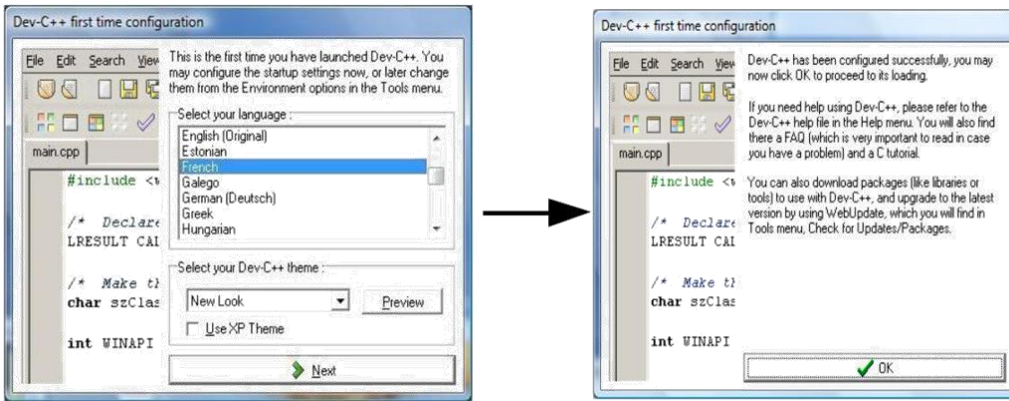 Dev-C++ first time configuration
File Edit Search View
main.cpp
#include <w
/* Declare
LRESULT CAL
/* Make th
char szClas
int WINAPI
This is the first time you have launched Dev-C++. You
may configure the startup settings now, or later change
them from the Environment options in the Tools menu.
Select your language :
English (Original)
Estonian
French
Galego
German (Deutsch)
Greek
Hungarian
Select your Dev-C++ theme :
New Look
Preview
Use XP Theme
Next
Dev-C++ first time configuration
File Edit Search View
main.cpp
#include <w
/* Declare
LRESULT CAL
/* Make th
char szClas
int WINAPI
Dev-C++ has been configured successfully, you may
now click OK to proceed to its loading.
If you need help using Dev-C++, please refer to the
Dev-C++ help file in the Help menu. You will also find
there a FAQ (which is very important to read in case
you have a problem) and a C tutorial.
You can also download packages (like libraries or
tools) to use with Dev-C++, and upgrade to the latest
version by using WebUpdate, which you will find in
Tools menu, Check for Updates/Packages.
OK